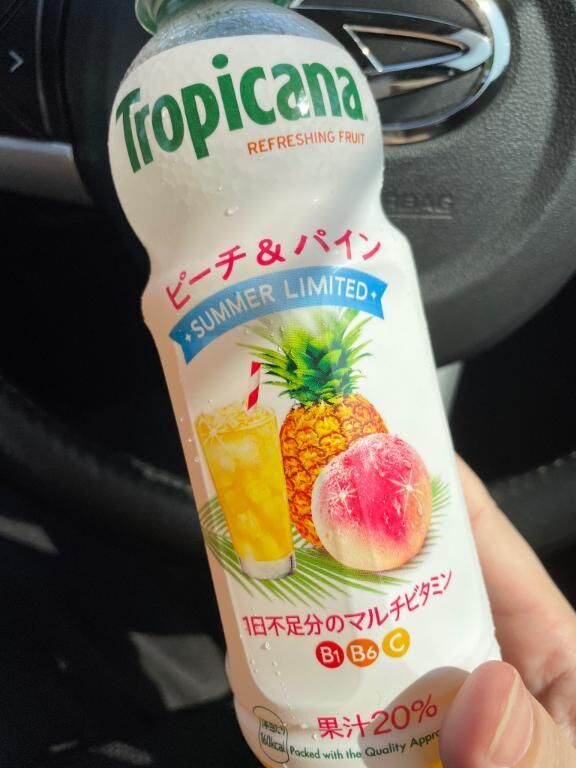 Tropicana
REFRESHING FRUIT
ピーチ & パイン
SUMMER LIMITED
1日不足分のマルチビタミン
B1 B6 C
果汁20%
160kcal
Packed with the Quality